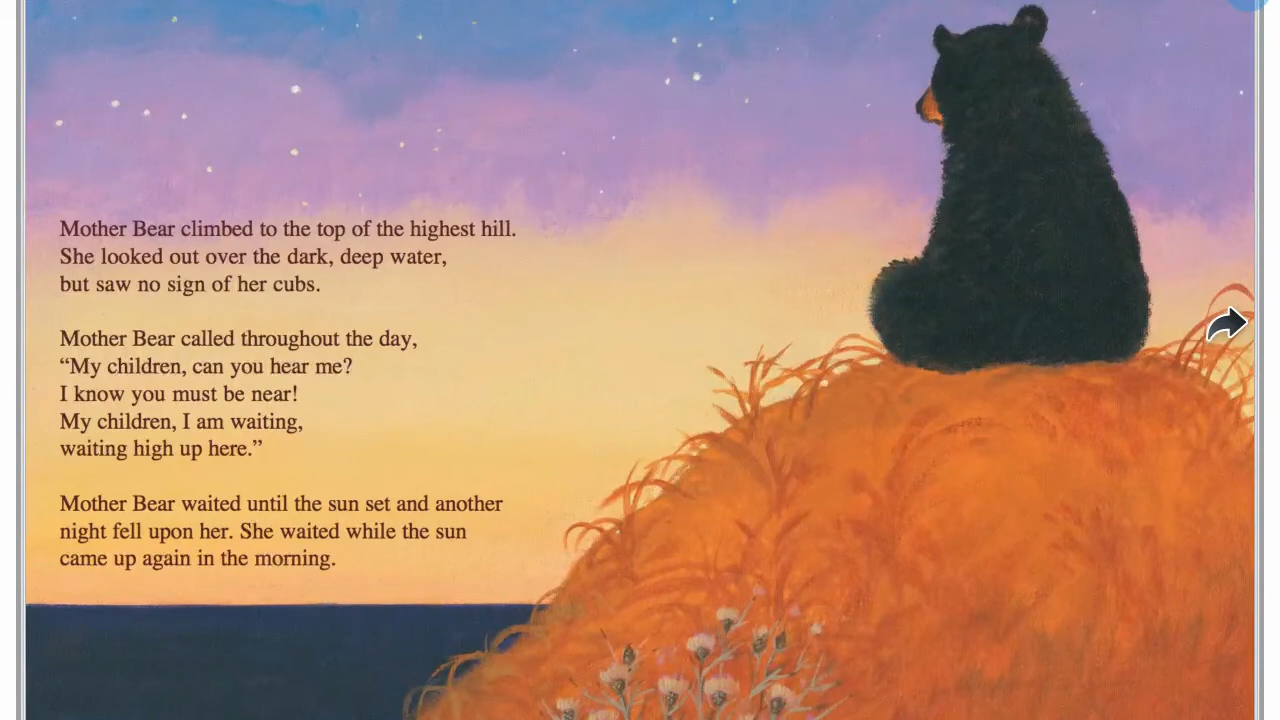 Mother Bear climbed to the top of the highest hill.
She looked out over the dark, deep water,
but saw no sign of her cubs.
Mother Bear called throughout the day,
“My children, can you hear me?
I know you must be near!
My children, I am waiting,
waiting high up here.”
Mother Bear waited until the sun set and another
night fell upon her. She waited while the sun
came up again in the morning.